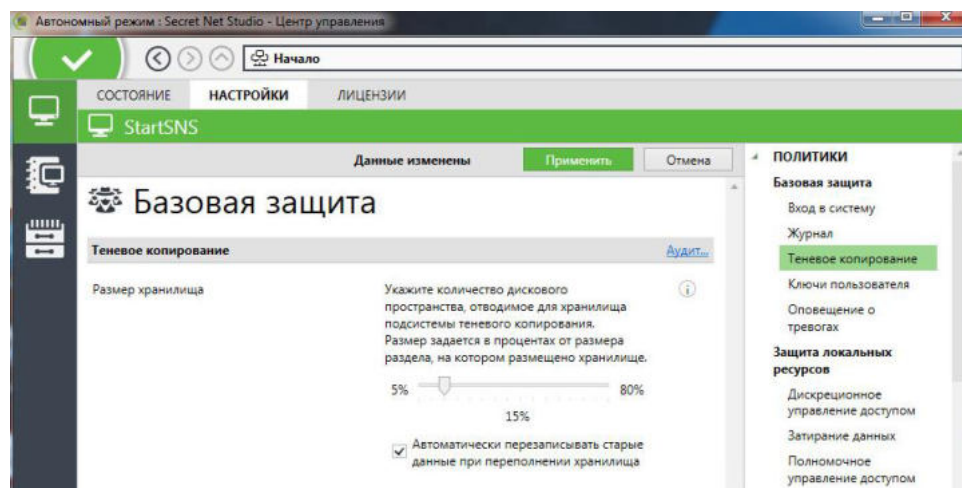 Автономный режим : Secret Net Studio - Центр управления
Начало
СОСТОЯНИЕ НАСТРОЙКИ ЛИЦЕНЗИИ
StartSNS
Данные изменены Применить Отмена
Базовая защита
Теневое копирование Аудит...
Размер хранилища
Укажите количество дискового
пространства, отводимое для хранилища
подсистемы теневого копирования.
Размер задается в процентах от размера
раздела, на котором размещено хранилище.
5% 80%
15%
Автоматически перезаписывать старые
данные при переполнении хранилища
ПОЛИТИКИ
Базовая защита
Вход в систему
Журнал
Теневое копирование
Ключи пользователя
Оповещение о
тревогах
Защита локальных
ресурсов
Дискреционное
управление доступом
Затирание данных
Полномочное
управление доступом